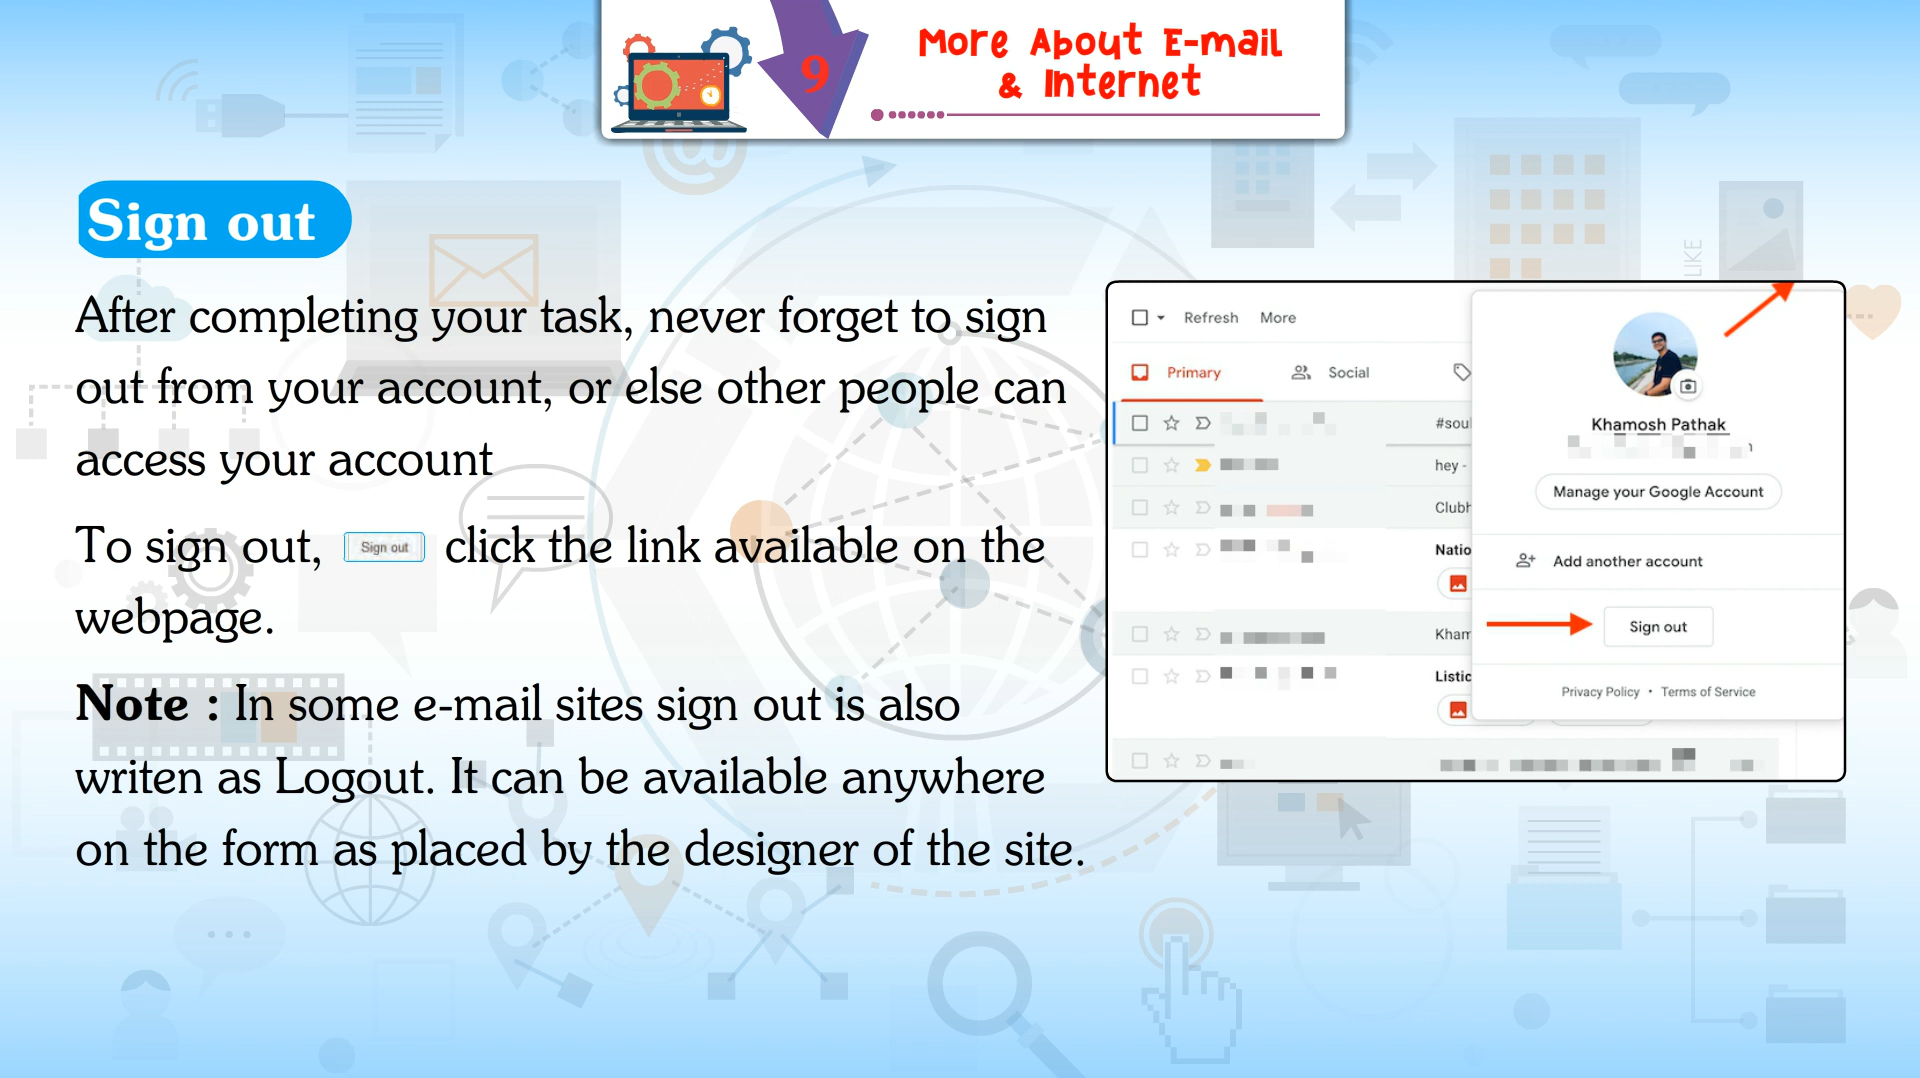 9
More About E-mail
& Internet
Sign out
After completing your task, never forget to sign
out from your account, or else other people can
access your account
To sign out, Sign out click the link available on the
webpage.
Note : In some e-mail sites sign out is also
writen as Logout. It can be available anywhere
on the form as placed by the designer of the site.
Refresh More
Primary Social
#soul
hey -
Clubh
Natio
Kham
Listic
Khamosh Pathak
Manage your Google Account
Add another account
Sign out
Privacy Policy • Terms of Service
LIKE